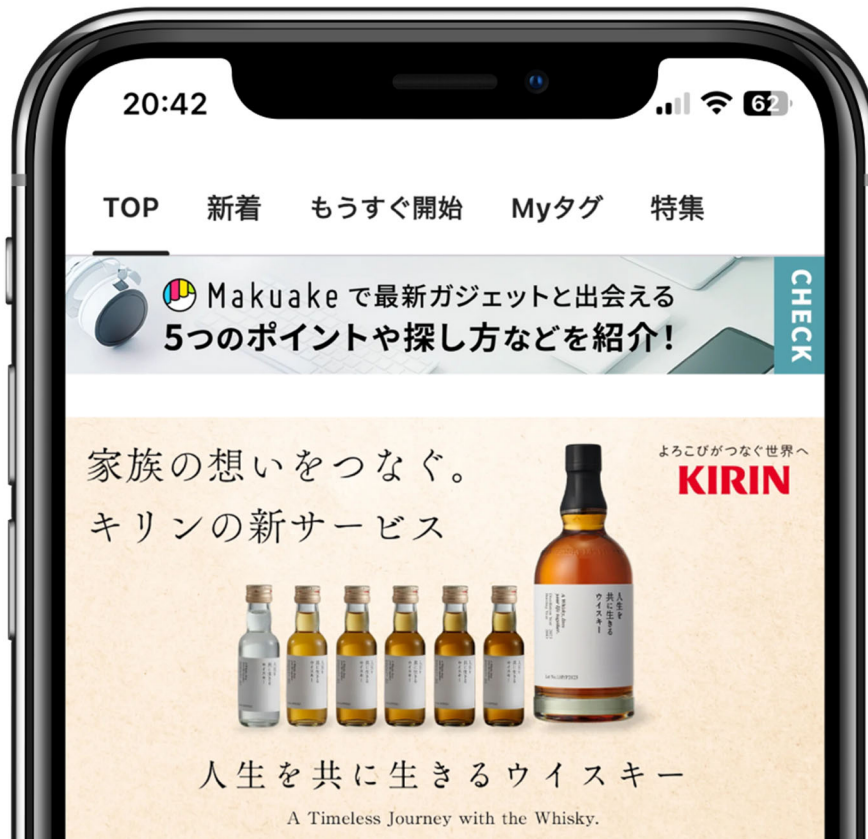 20:42
62
TOP 新着 もうすぐ開始 Myタグ 特集
Makuake で最新ガジェットと出会える
5つのポイントや探し方などを紹介!
CHECK
家族の想いをつなぐ。
キリンの新サービス
よろこびがつなぐ世界へ
KIRIN
人生を
共に生きる
ウイスキー
人生を共に生きるウイスキー
A Timeless Journey with the Whisky.